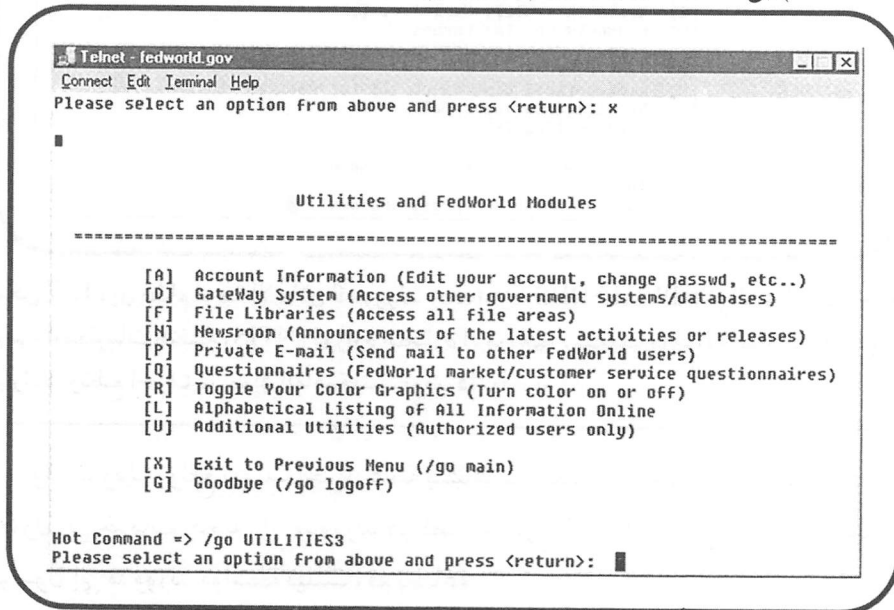 Telnet - fedworld.gov
Connect Edit Terminal Help
Please select an option from above and press <return>: x
Utilities and FedWorld Modules
===========================================================================
[A] Account Information (Edit your account, change passwd, etc..)
[D] GateWay System (Access other government systems/databases)
[F] File Libraries (Access all file areas)
[N] Newsroom (Announcements of the latest activities or releases)
[P] Private E-mail (Send mail to other FedWorld users)
[Q] Questionnaires (FedWorld market/customer service questionnaires)
[R] Toggle Your Color Graphics (Turn color on or off)
[L] Alphabetical Listing of All Information Online
[U] Additional Utilities (Authorized users only)
[X] Exit to Previous Menu (/go main)
[G] Goodbye (/go logoff)
Hot Command => /go UTILITIES3
Please select an option from above and press <return>: